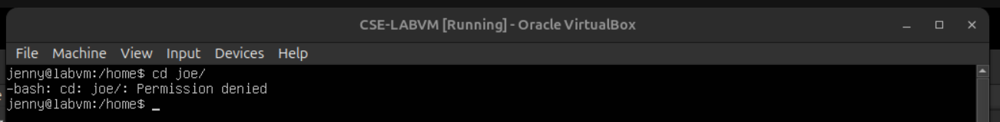 CSE-LABVM [Running] - Oracle VirtualBox
File Machine View Input Devices Help
jenny@labvm:/home$ cd joe/
-bash: cd: joe/: Permission denied
jenny@labvm:/home$ _